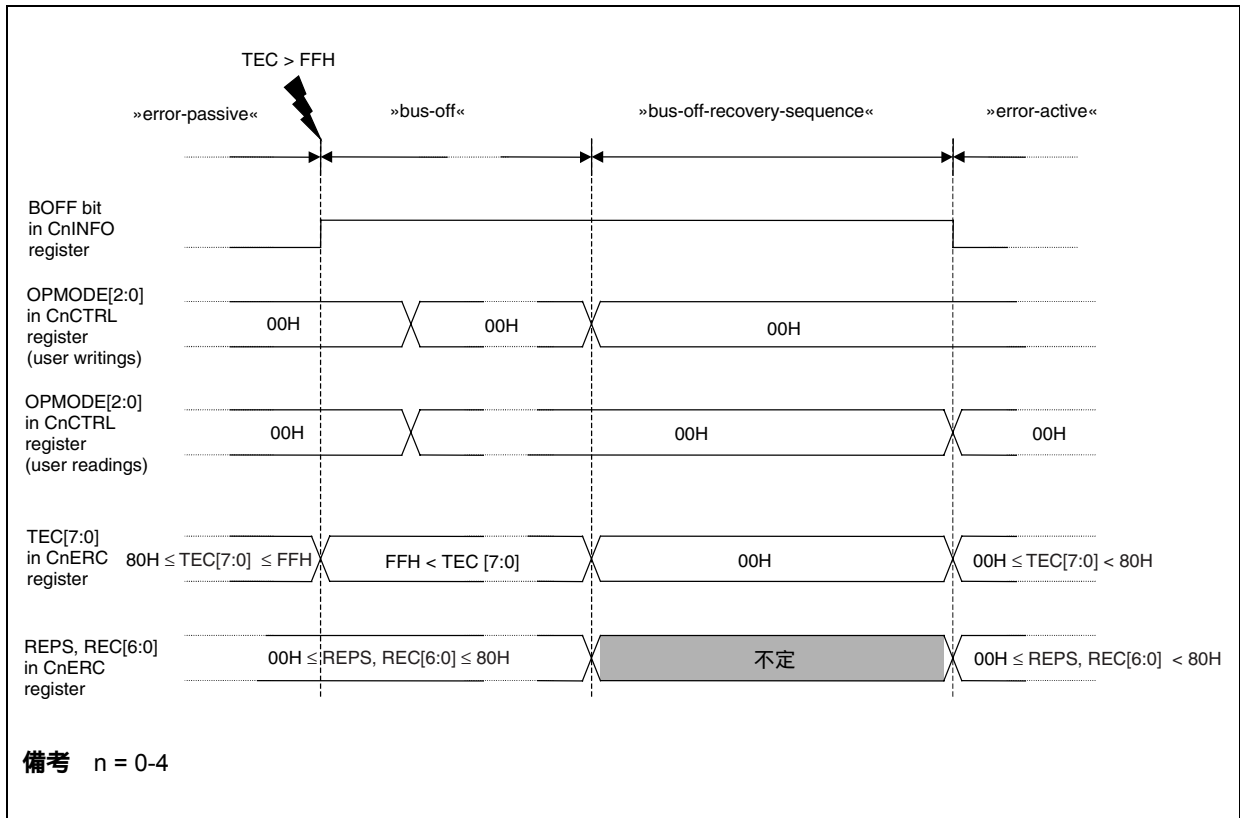 TEC > FFH
»error-passive« »bus-off« »bus-off-recovery-sequence« »error-active«
BOFF bit
in CnINFO
register
OPMODE[2:0]
in CnCTRL
register
(user writings)
00H 00H 00H
OPMODE[2:0]
in CnCTRL
register
(user readings)
00H 00H 00H
TEC[7:0]
in CnERC
register
80H ≤ TEC[7:0] ≤ FFH FFH < TEC [7:0] 00H 00H ≤ TEC[7:0] < 80H
REPS, REC[6:0]
in CnERC
register
00H ≤ REPS, REC[6:0] ≤ 80H 不定 00H ≤ REPS, REC[6:0] < 80H
備考 n = 0-4